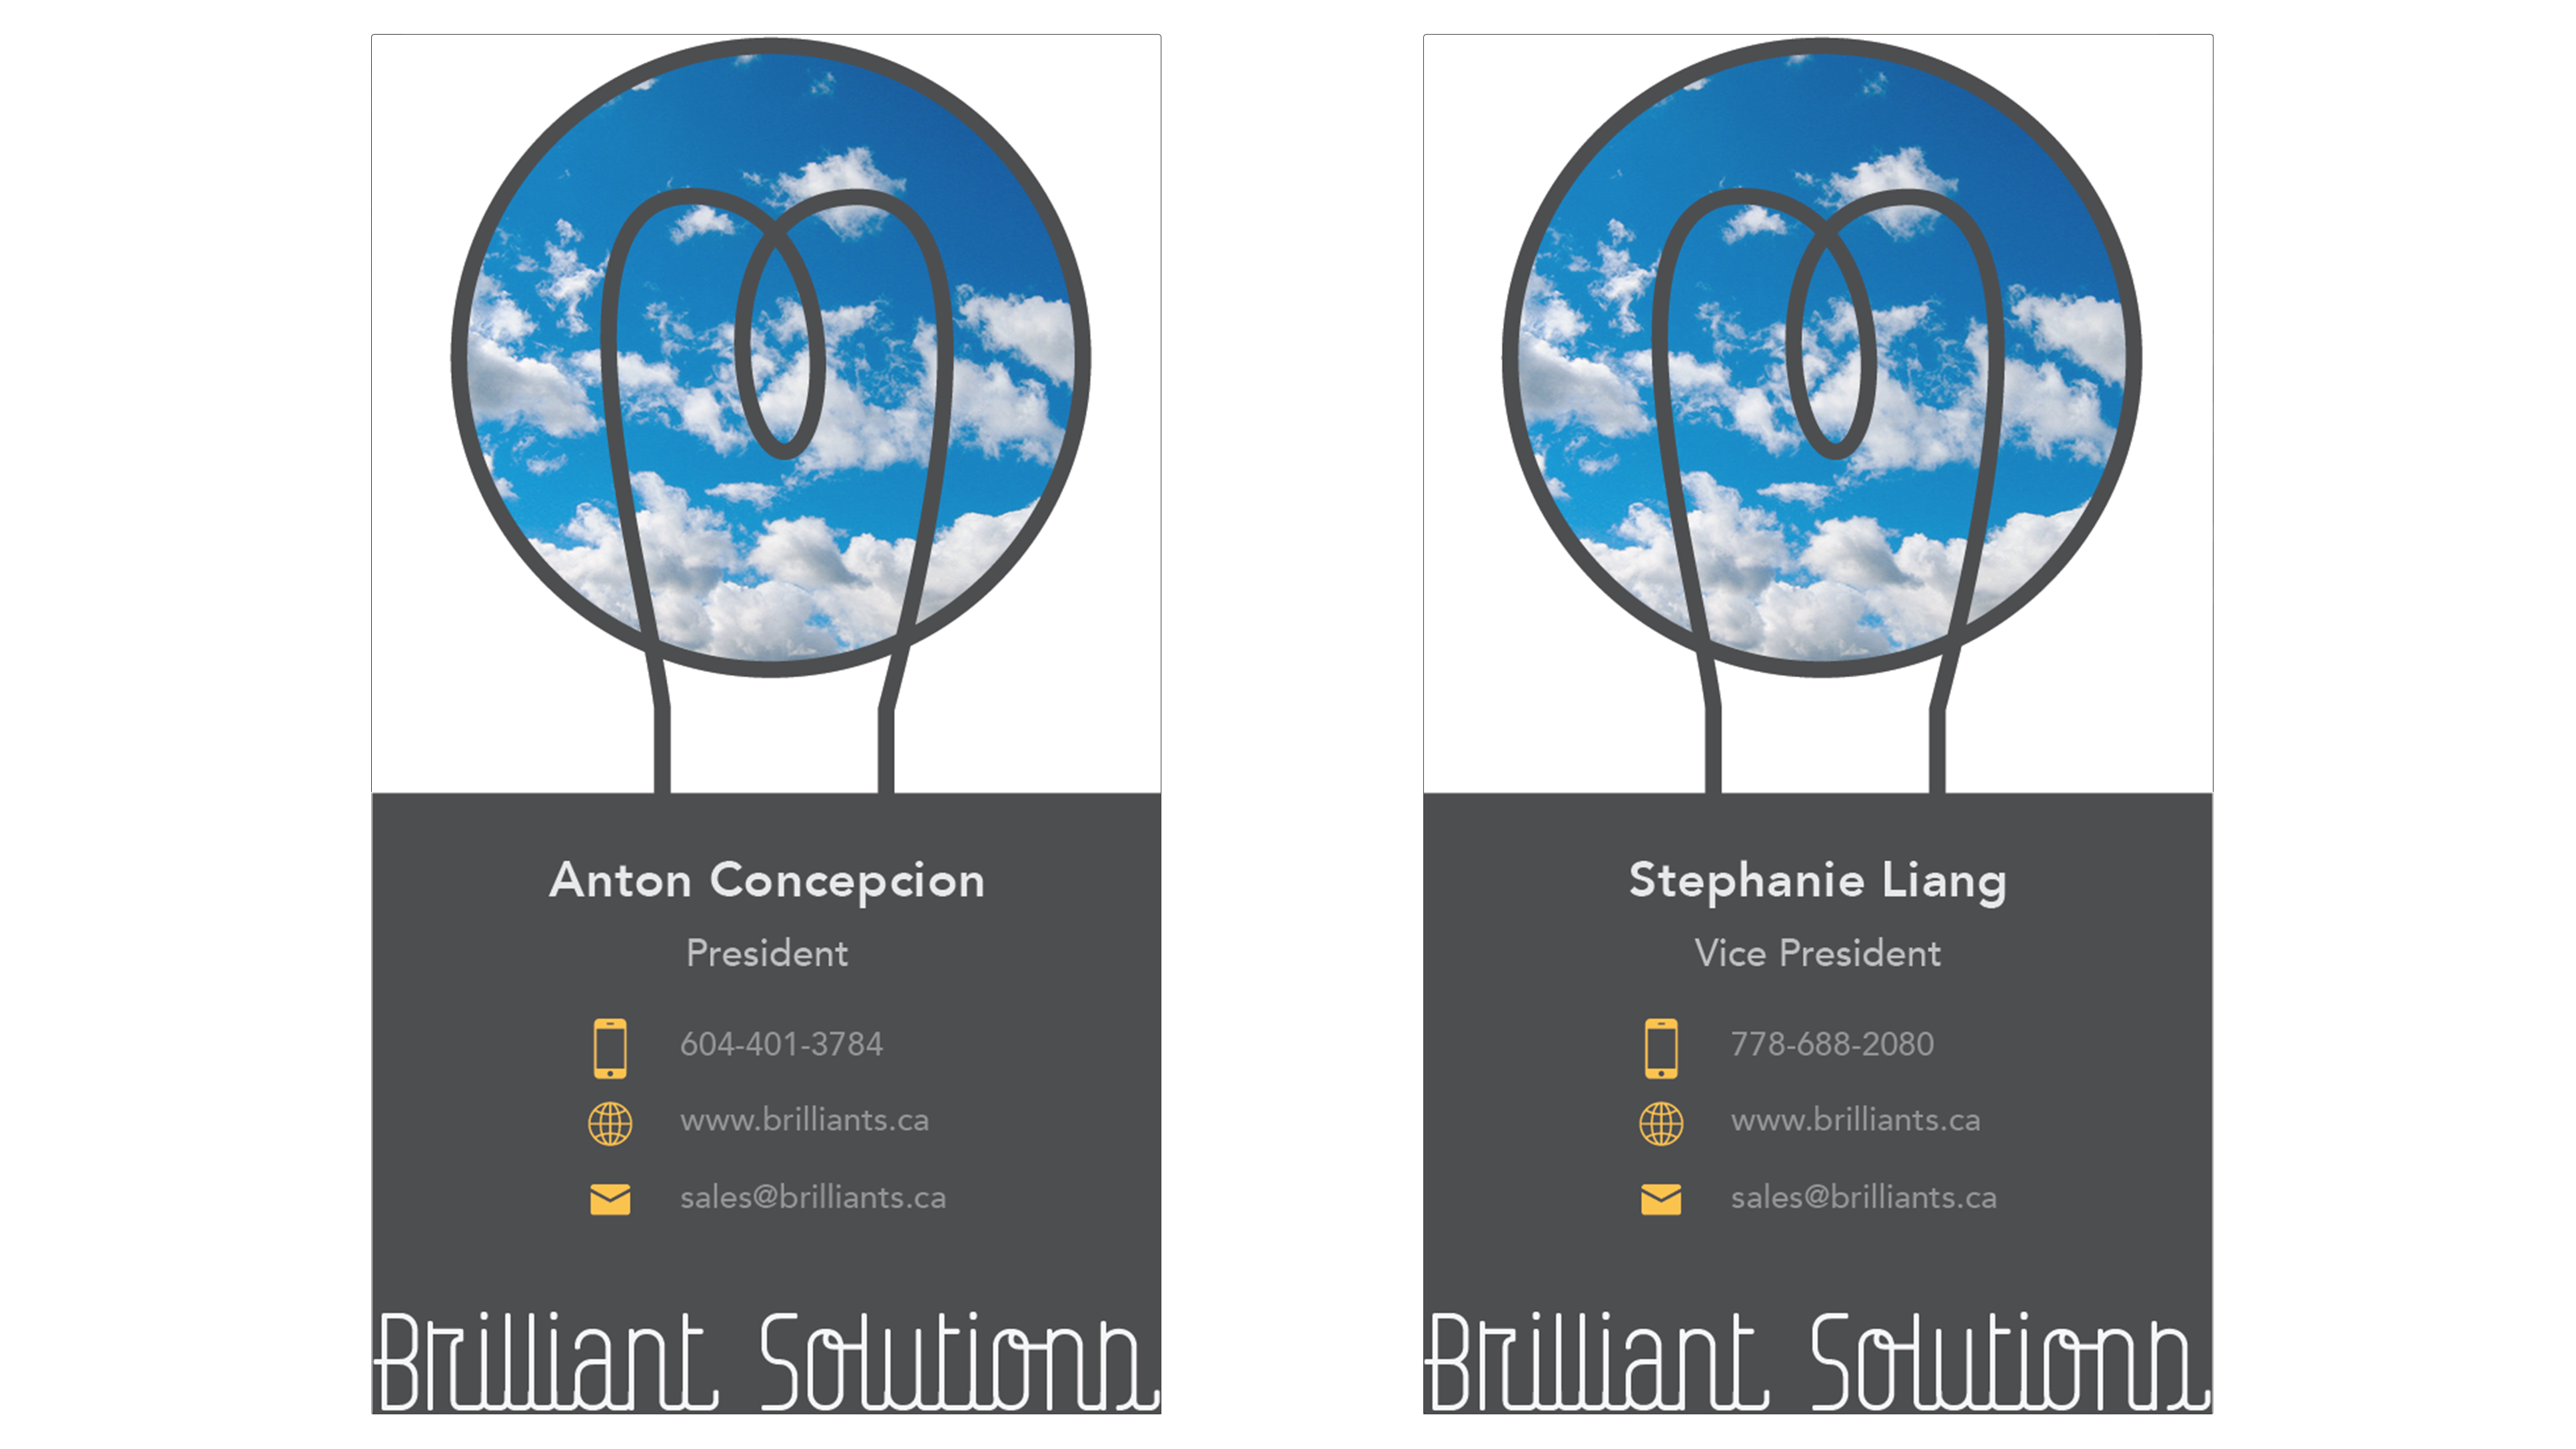 Anton Concepcion
President
604-401-3784
www.brilliants.ca
sales@brilliants.ca
Brilliant Solutions
Stephanie Liang
Vice President
778-688-2080
www.brilliants.ca
sales@brilliants.ca
Brilliant Solutions